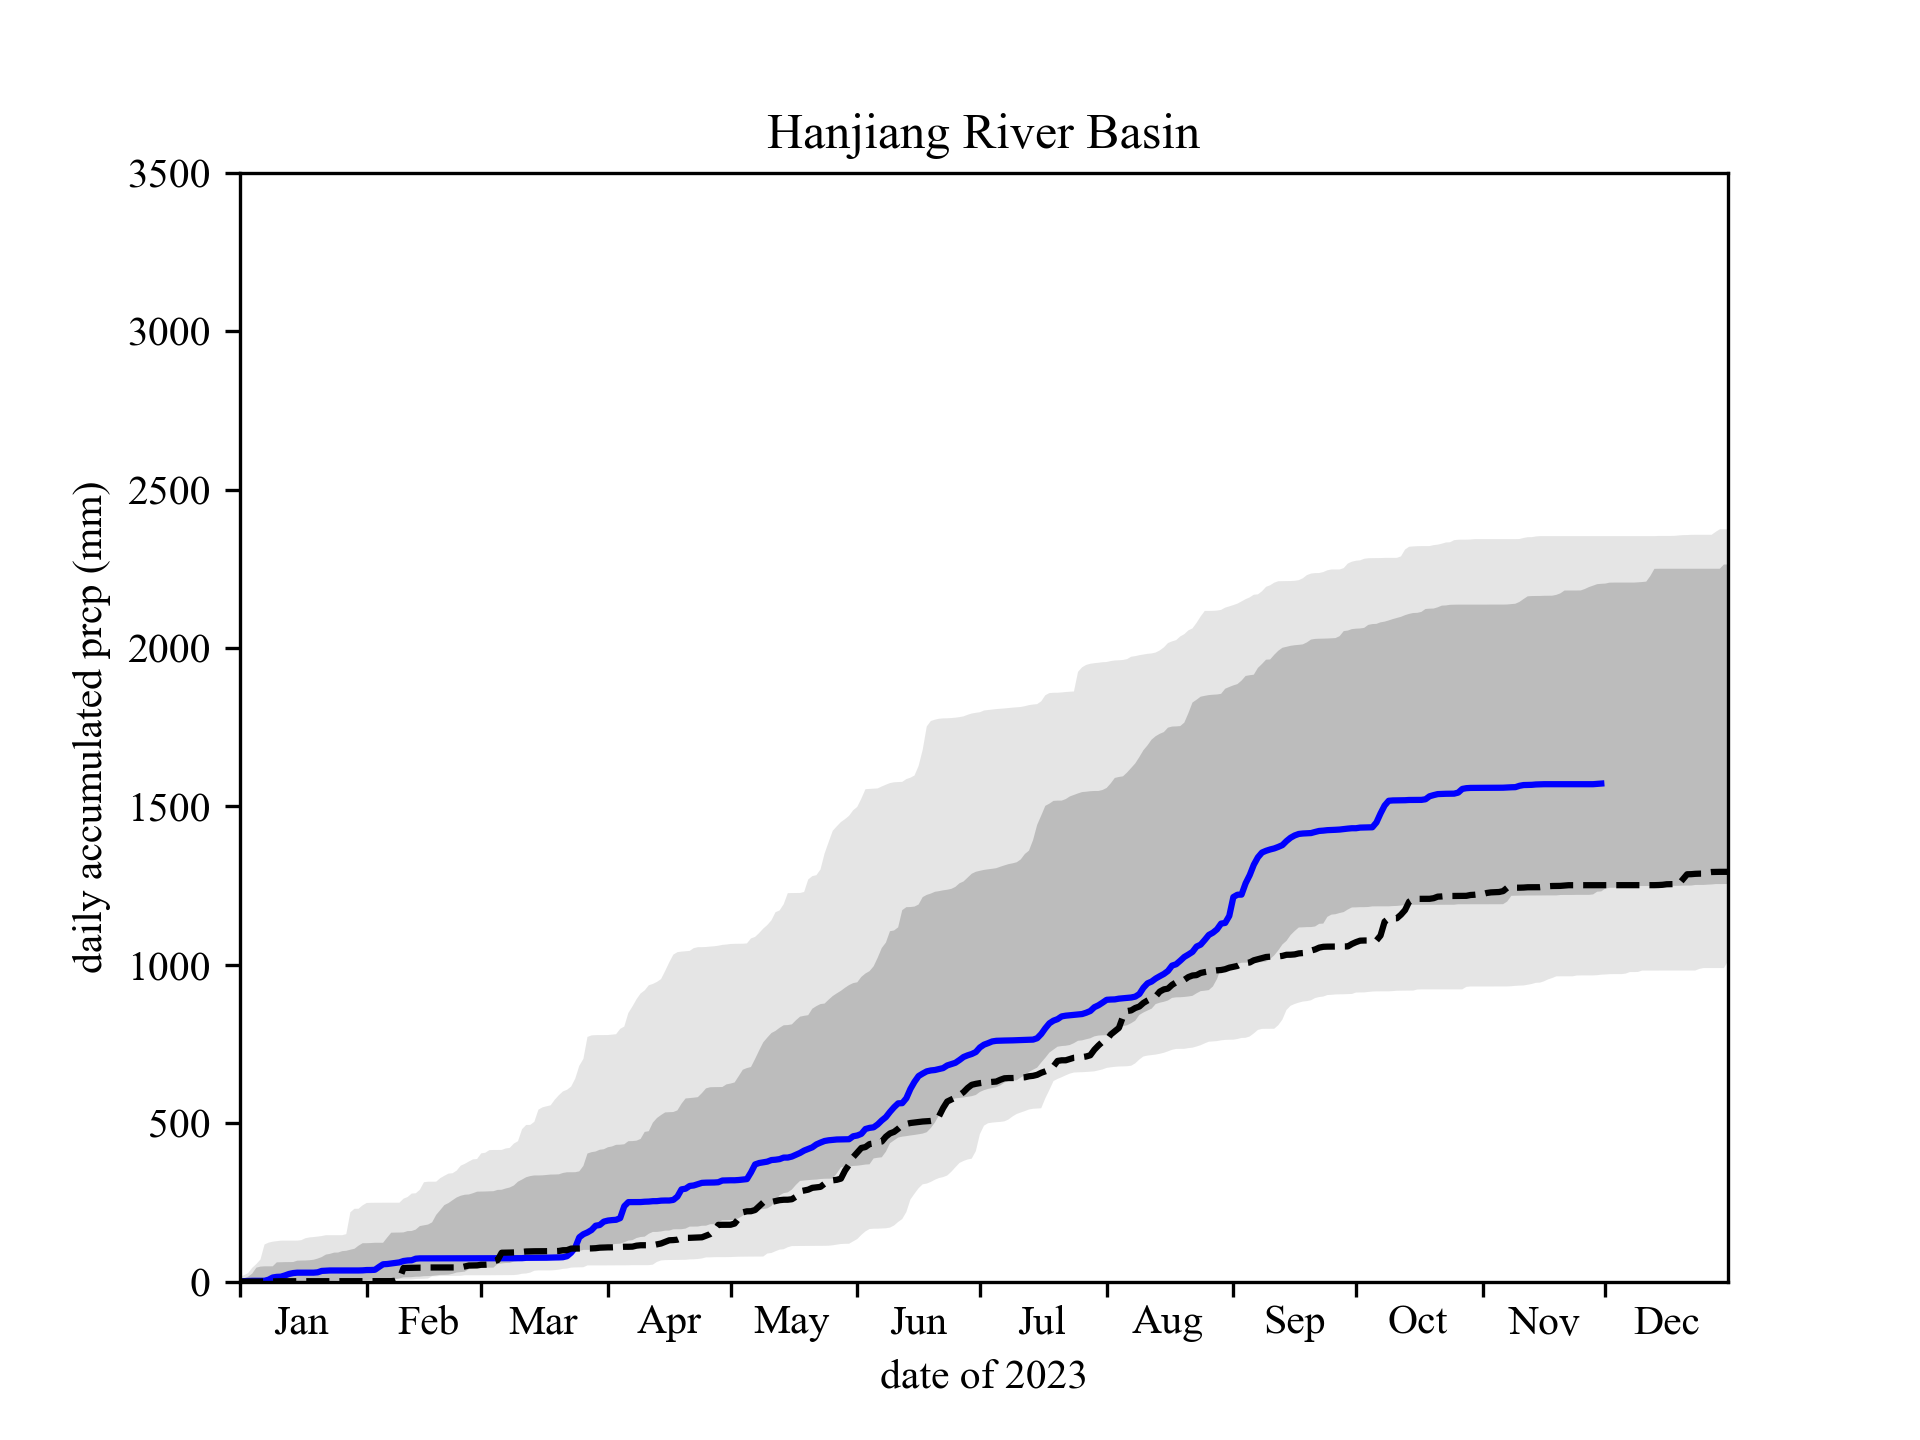 Hanjiang River Basin
3500
3000
2500
2000
1500
1000
500
0
daily accumulated prcp (mm)
Jan Feb Mar Apr May Jun Jul Aug Sep Oct Nov Dec
date of 2023